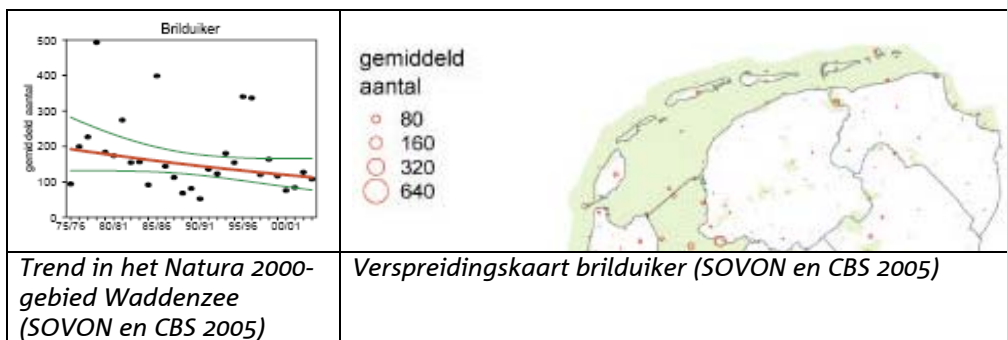 Brilduiker
gemiddeld aantal
500
400
300
200
100
0
75/76 80/81 85/86 90/91 95/96 00/01
gemiddeld
aantal
80
160
320
640
Trend in het Natura 2000-
gebied Waddenzee
(SOVON en CBS 2005)
Verspreidingskaart brilduiker (SOVON en CBS 2005)